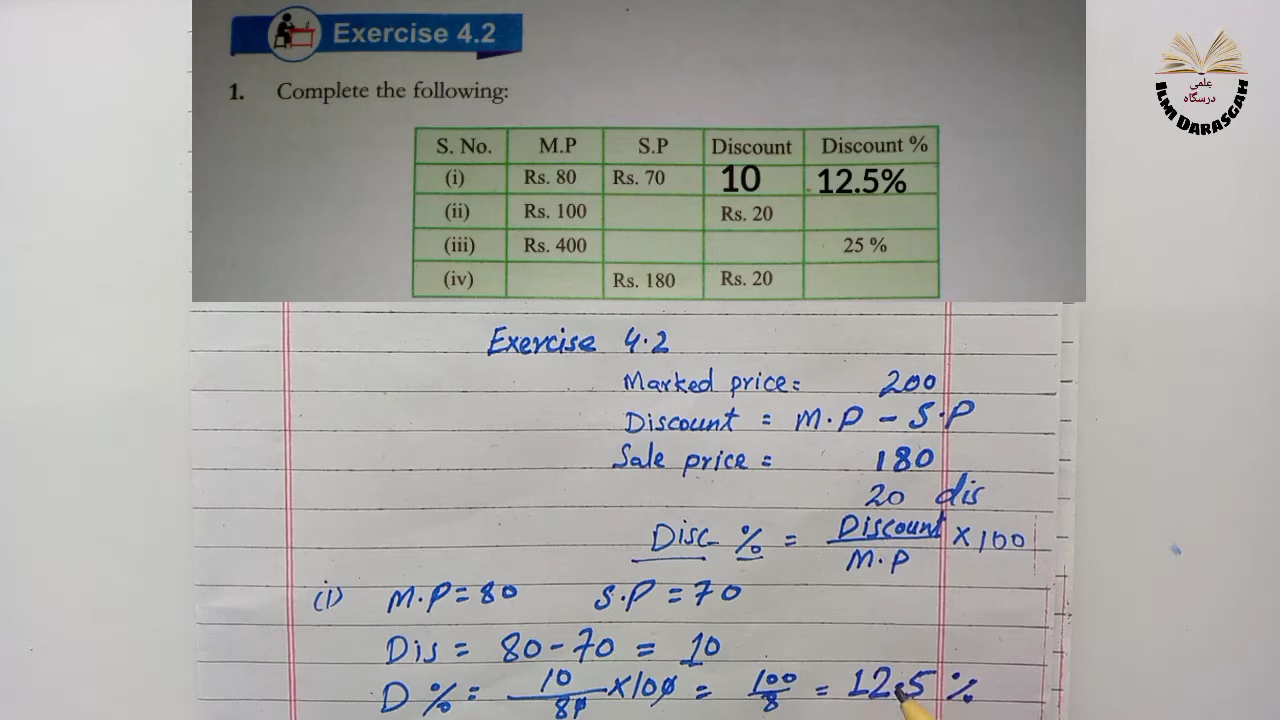 Exercise 4.2
علمی
درسگاه
ILMI DARASGAH
1. Complete the following:
S. No. M.P S.P Discount Discount %
(i) Rs. 80 Rs. 70 10 12.5%
(ii) Rs. 100 Rs. 20
(iii) Rs. 400 25 %
(iv) Rs. 180 Rs. 20
Exercise 4.2
Marked price = 200
Discount = M.P - S.P
Sale price = 180
20 dis
Disc % = Discount/M.P × 100
(i) M.P = 80 S.P = 70
Dis = 80 - 70 = 10
D % = 10/80 × 100 = 100/8 = 12.5 %